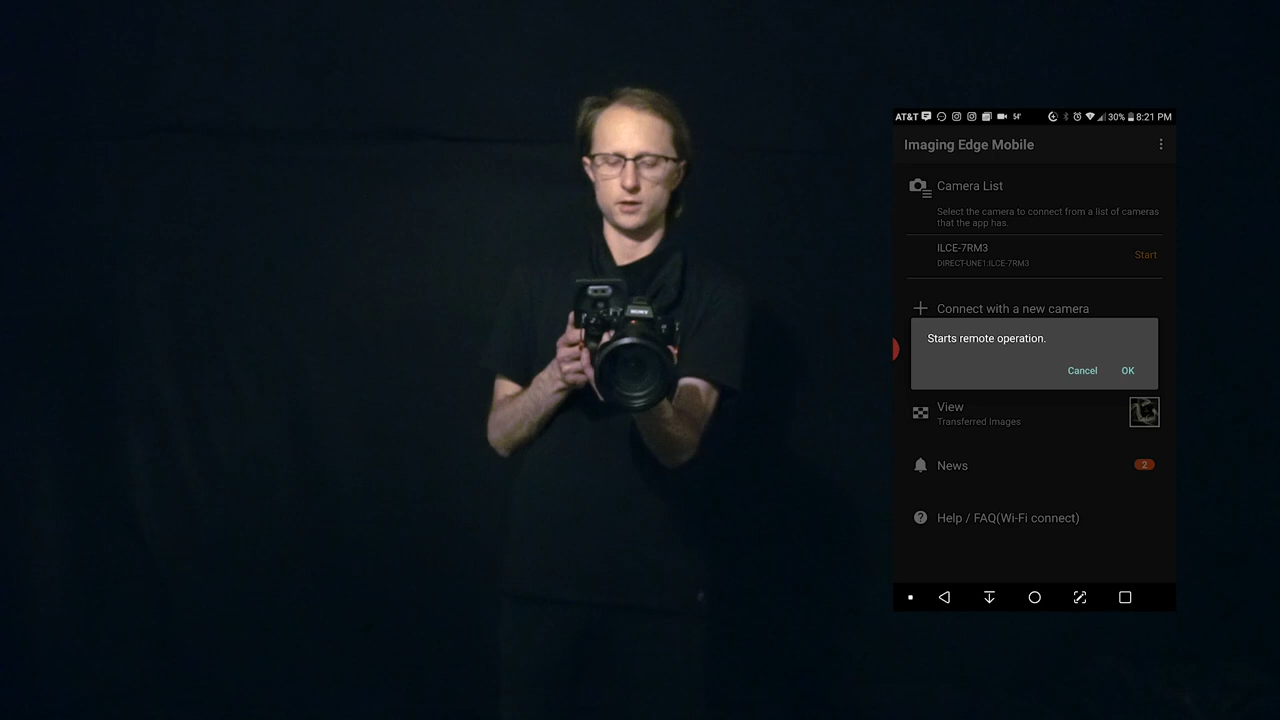 SONY
AT&T 54° 30% 8:21 PM
Imaging Edge Mobile
Camera List
Select the camera to connect from a list of cameras
that the app has.
ILCE-7RM3
DIRECT-UNE1:ILCE-7RM3
Start
Connect with a new camera
Starts remote operation.
Cancel OK
View
Transferred Images
News 2
Help / FAQ(Wi-Fi connect)